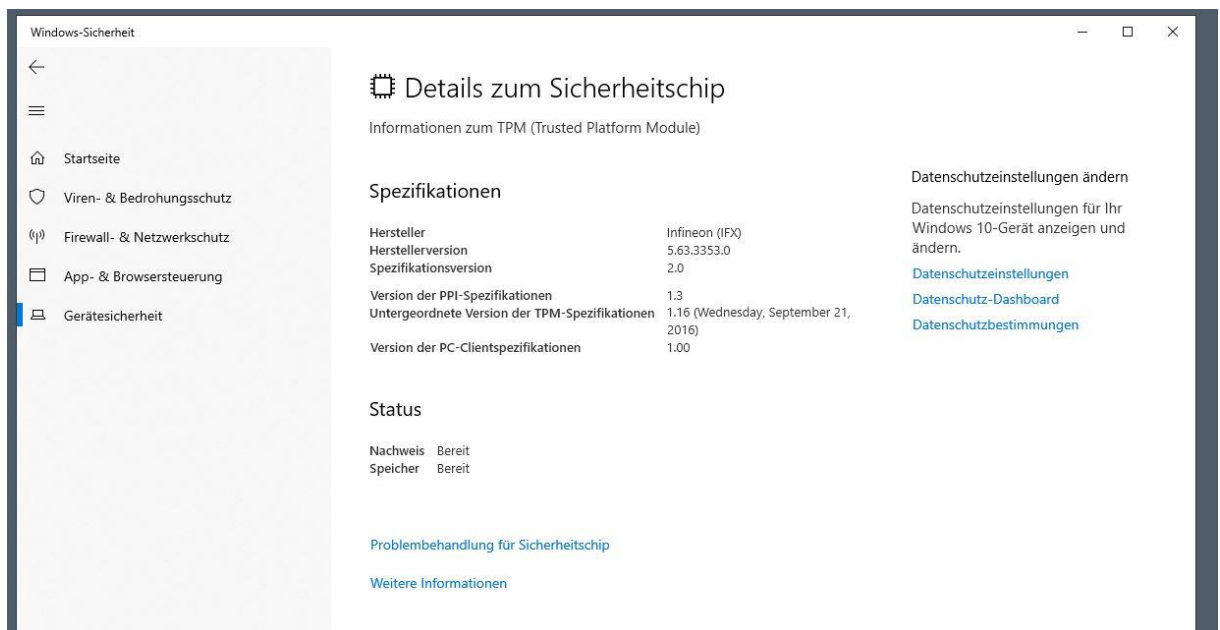 Windows-Sicherheit
Startseite
Viren- & Bedrohungsschutz
Firewall- & Netzwerkschutz
App- & Browsersteuerung
Gerätesicherheit
Details zum Sicherheitschip
Informationen zum TPM (Trusted Platform Module)
Spezifikationen
Hersteller Infineon (IFX)
Herstellerversion 5.63.3353.0
Spezifikationsversion 2.0
Version der PPI-Spezifikationen 1.3
Untergeordnete Version der TPM-Spezifikationen 1.16 (Wednesday, September 21,
2016)
Version der PC-Clientspezifikationen 1.00
Status
Nachweis Bereit
Speicher Bereit
Problembehandlung für Sicherheitschip
Weitere Informationen
Datenschutzeinstellungen ändern
Datenschutzeinstellungen für Ihr
Windows 10-Gerät anzeigen und
ändern.
Datenschutzeinstellungen
Datenschutz-Dashboard
Datenschutzbestimmungen